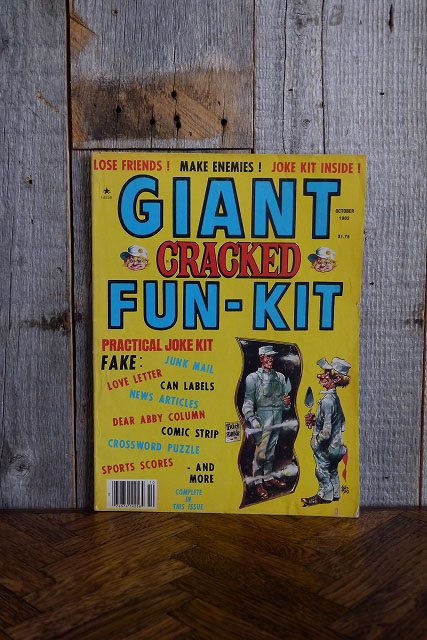 LOSE FRIENDS! MAKE ENEMIES! JOKE KIT INSIDE!
GIANT
OCTOBER
1982
$1.75
CRACKED
FUN-KIT
PRACTICAL JOKE KIT
FAKE:
JUNK MAIL
LOVE LETTER
CAN LABELS
NEWS ARTICLES
DEAR ABBY COLUMN
COMIC STRIP
CROSSWORD PUZZLE
SPORTS SCORES
- AND
MORE
COMPLETE
IN THIS
ISSUE